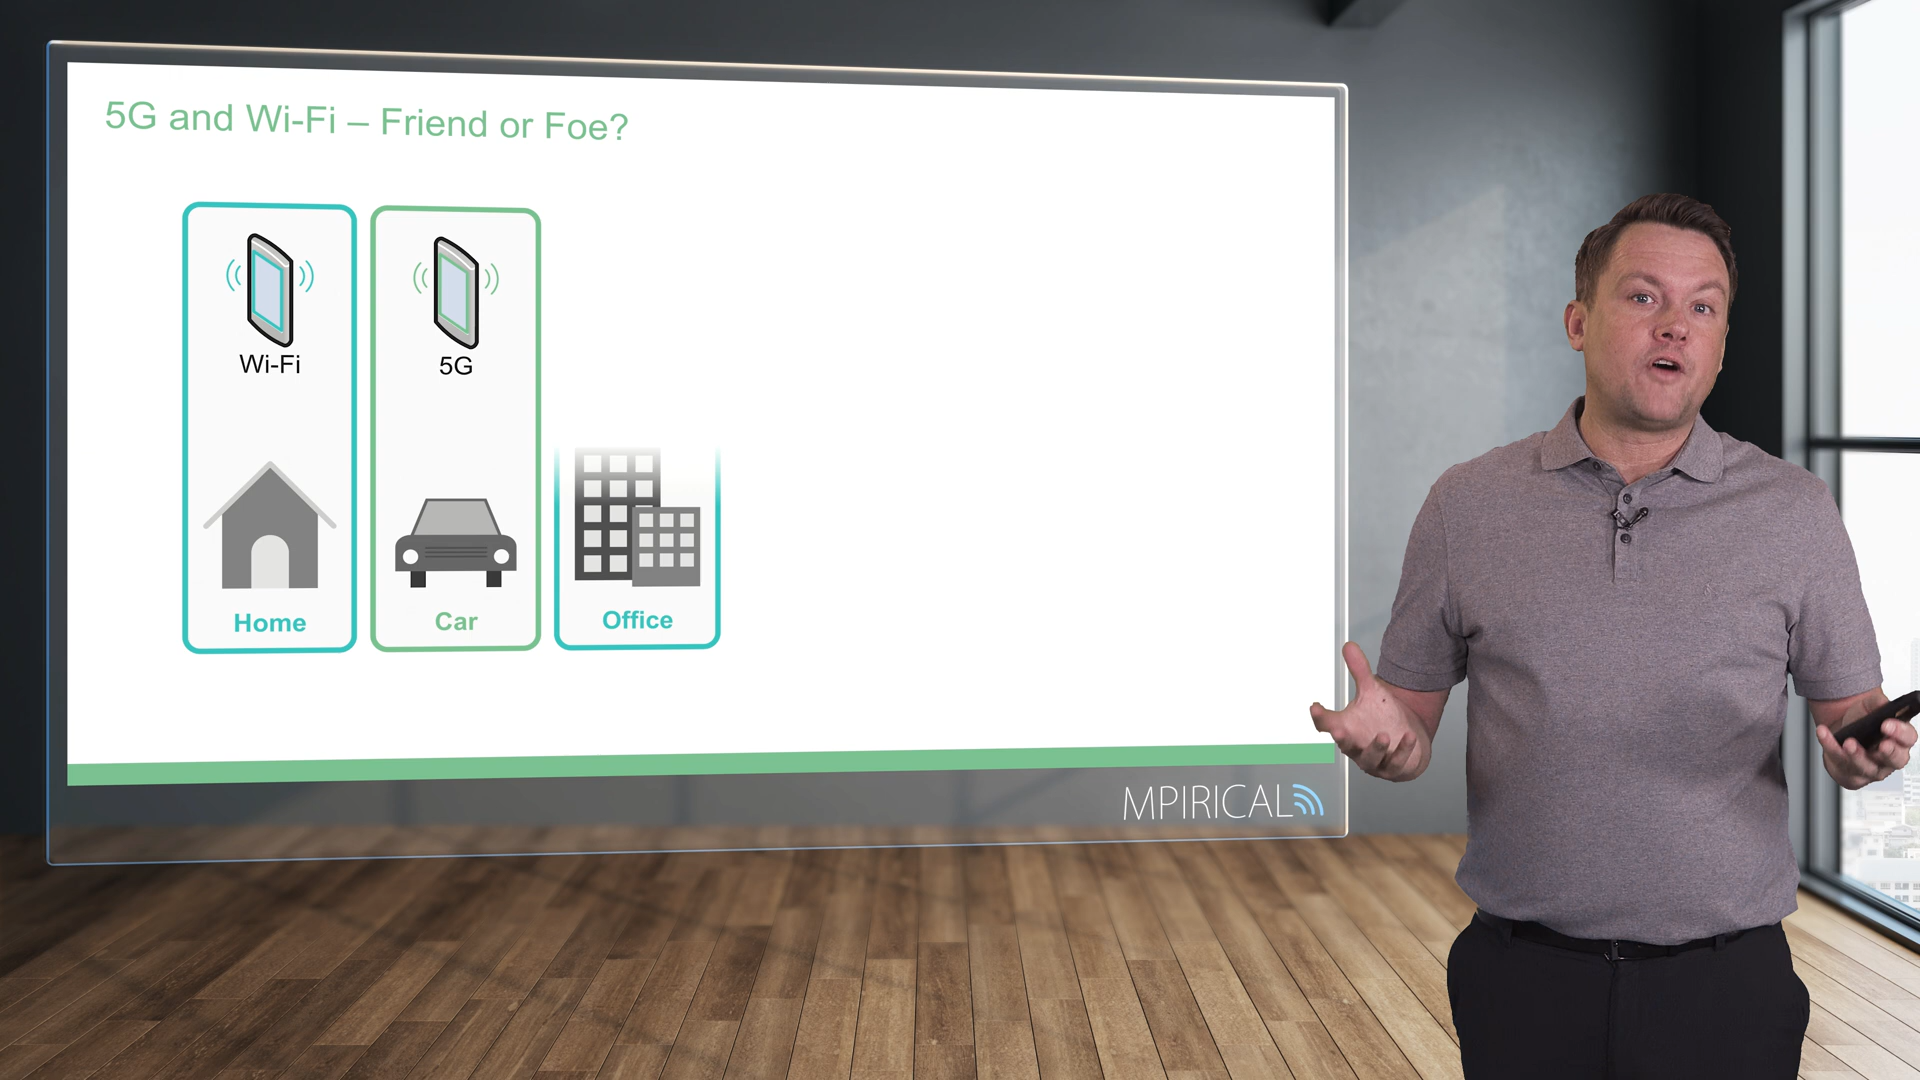 5G and Wi-Fi – Friend or Foe?
Wi-Fi
5G
Home
Car
Office
MPIRICAL